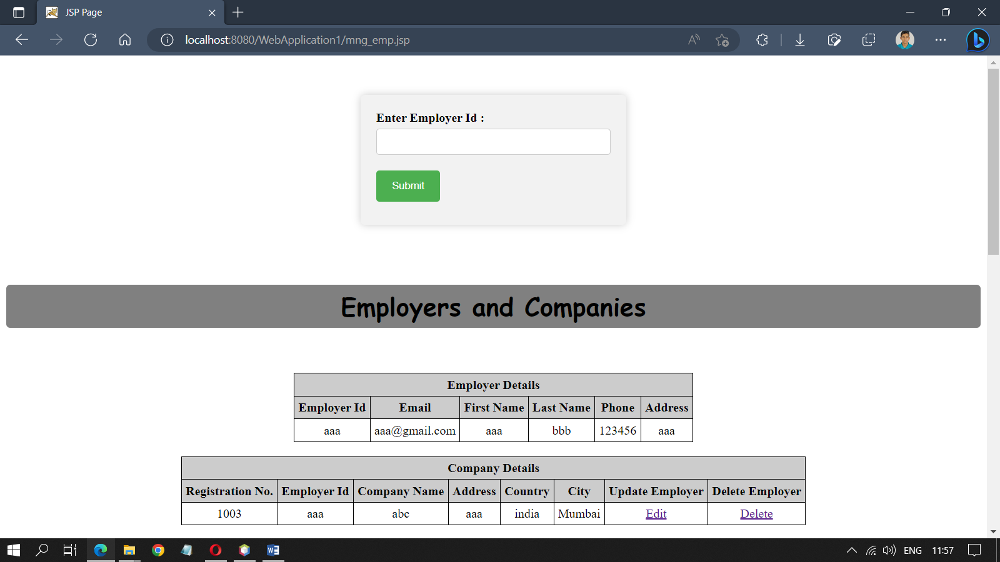 JSP Page
localhost:8080/WebApplication1/mng_emp.jsp
Enter Employer Id :
Submit
Employers and Companies
Employer Details
Employer Id Email First Name Last Name Phone Address
aaa aaa@gmail.com aaa bbb 123456 aaa
Company Details
Registration No. Employer Id Company Name Address Country City Update Employer Delete Employer
1003 aaa abc aaa india Mumbai Edit Delete
ENG 11:57